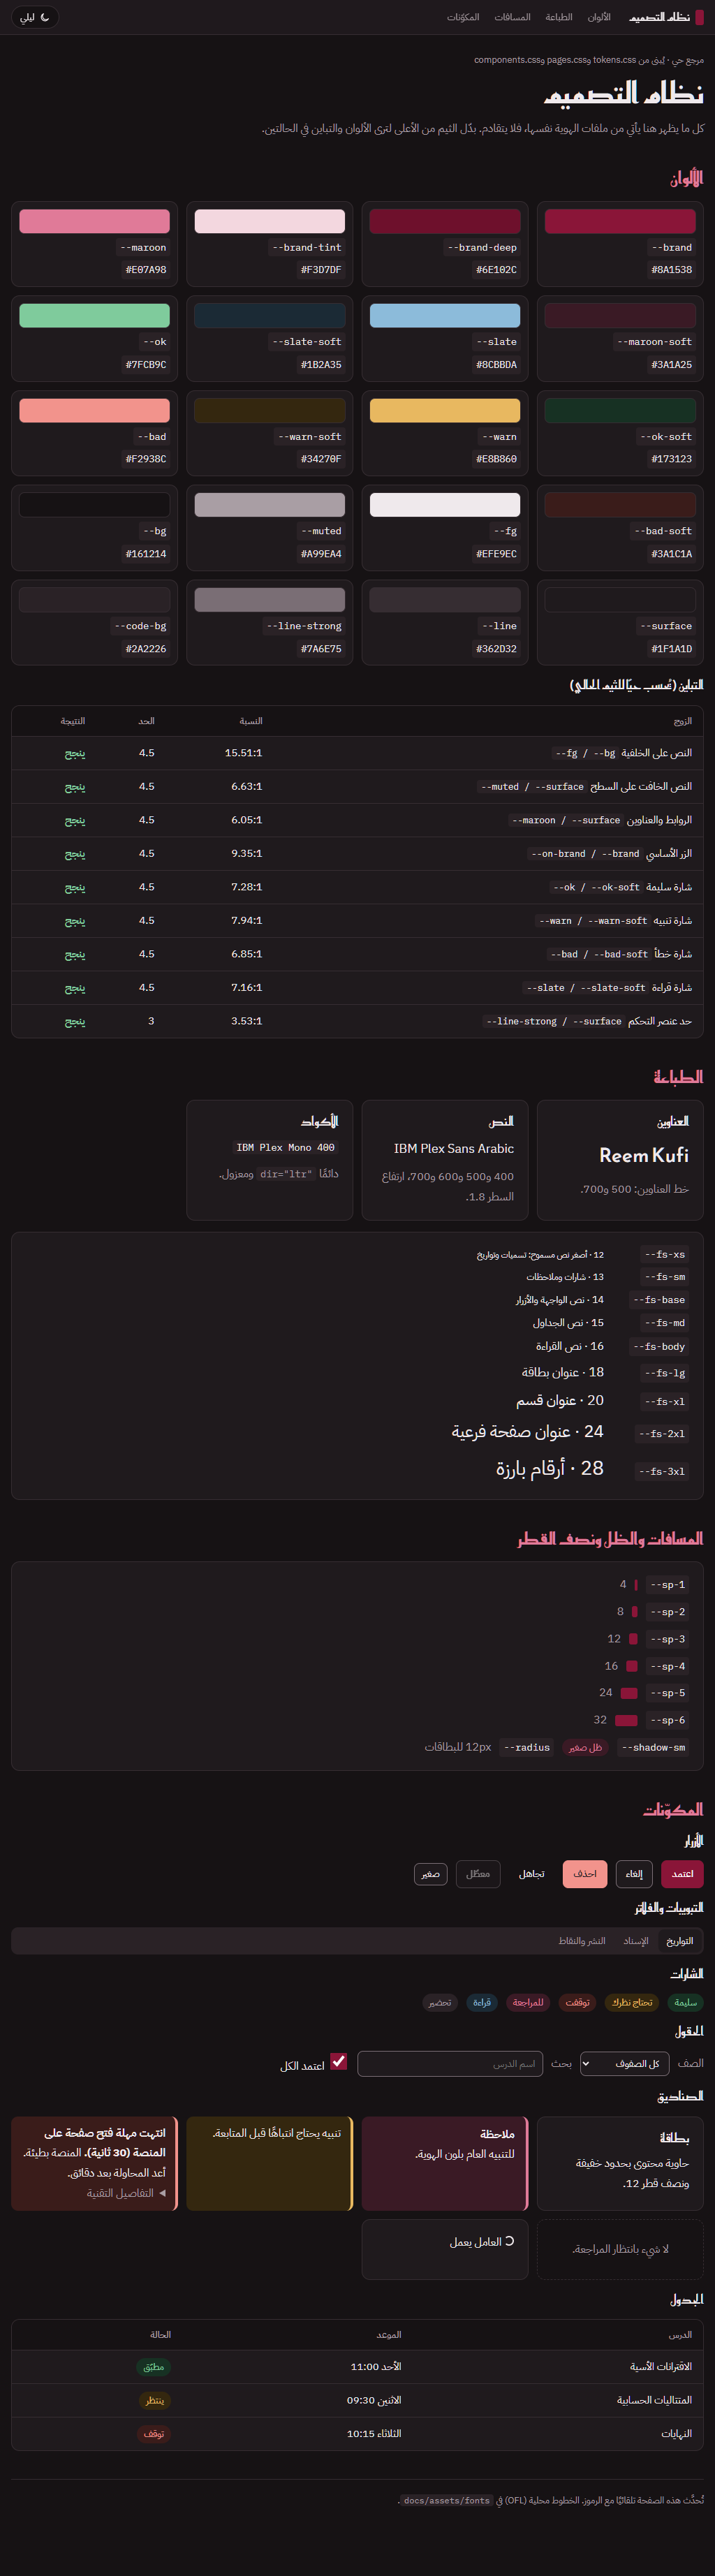 نظام التصميم
الألوان
الطباعة
المسافات
المكوّنات
ليلي
مرجع حي · يُبنى من tokens.css وpages.css وcomponents.css
نظام التصميم
كل ما يظهر هنا يأتي من ملفات الهوية نفسها، فلا يتقادم. بدّل الثيم من الأعلى لترى الألوان والتباين في الحالتين.
الألوان
--brand
#8A1538
--brand-deep
#6E102C
--brand-tint
#F3D7DF
--maroon
#E07A98
--maroon-soft
#3A1A25
--slate
#8CBBDA
--slate-soft
#1B2A35
--ok
#7FCB9C
--ok-soft
#173123
--warn
#E8B860
--warn-soft
#34270F
--bad
#F2938C
--bad-soft
#3A1C1A
--fg
#EFE9EC
--muted
#A99EA4
--bg
#161214
--surface
#1F1A1D
--line
#362D32
--line-strong
#7A6E75
--code-bg
#2A2226
التباين (محسب حيًا للثيم الحالي)
الزوج النسبة الحد النتيجة
النص على الخلفية --fg / --bg 15.51:1 4.5 ينجح
النص الخافت على السطح --muted / --surface 6.63:1 4.5 ينجح
الروابط والعناوين --maroon / --surface 6.05:1 4.5 ينجح
الزر الأساسي --on-brand / --brand 9.35:1 4.5 ينجح
شارة سليمة --ok / --ok-soft 7.28:1 4.5 ينجح
شارة تنبيه --warn / --warn-soft 7.94:1 4.5 ينجح
شارة خطأ --bad / --bad-soft 6.85:1 4.5 ينجح
شارة قراءة --slate / --slate-soft 7.16:1 4.5 ينجح
حد عنصر التحكم --line-strong / --surface 3.53:1 3 ينجح
الطباعة
العناوين
Reem Kufi
خط العناوين: 500 و700.
النص
IBM Plex Sans Arabic
400 و500 و600 و700، ارتفاع
السطر 1.8.
الأكواد
IBM Plex Mono 400
دائمًا dir="ltr" ومعزول.
--fs-xs 12 · أصغر نص مسموح: تسميات وتواريخ
--fs-sm 13 · شارات وملاحظات
--fs-base 14 · نص الواجهة والأزرار
--fs-md 15 · نص الجداول
--fs-body 16 · نص القراءة
--fs-lg 18 · عنوان بطاقة
--fs-xl 20 · عنوان قسم
--fs-2xl 24 · عنوان صفحة فرعية
--fs-3xl 28 · أرقام بارزة
المسافات والظل ونصف القطر
--sp-1 4
--sp-2 8
--sp-3 12
--sp-4 16
--sp-5 24
--sp-6 32
--shadow-sm ظل صغير --radius 12px للبطاقات
المكوّنات
الأزرار
اعتمد إلغاء احذف تجاهل معطّل صغير
التبويبات والفلاتر
التواريخ الإسناد النشر والنقاط
الشارات
سليمة تحتاج نظرك توقفت للمراجعة قراءة تحضير
الحقول
الصف كل الصفوف بحث اسم الدرس اعتمد الكل
الصناديق
بطاقة
حاوية محتوى بحدود خفيفة
ونصف قطر 12.
ملاحظة
للتنبيه العام بلون الهوية.
تنبيه يحتاج انتباهًا قبل المتابعة.
انتهت مهلة فتح صفحة على
المنصة (30 ثانية). المنصة بطيئة.
أعد المحاولة بعد دقائق.
التفاصيل التقنية
لا شيء بانتظار المراجعة.
العامل يعمل
الجدول
الدرس الموعد الحالة
الاقترانات الأسية الأحد 11:00 مطبّق
المتتاليات الحسابية الاثنين 09:30 ينتظر
النهايات الثلاثاء 10:15 توقف
تُحدَّث هذه الصفحة تلقائيًا مع الرموز. الخطوط محلية (OFL) في docs/assets/fonts.